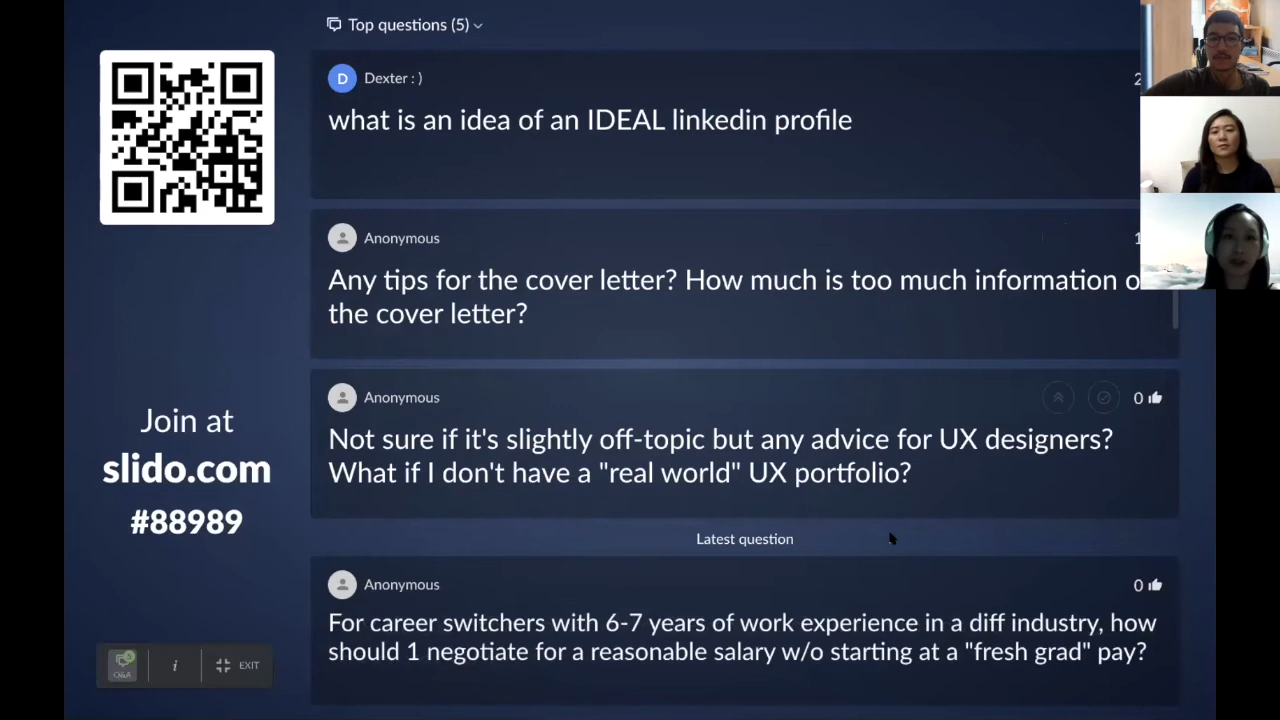 Top questions (5)
D
Dexter : )
2
what is an idea of an IDEAL linkedin profile
Anonymous
1
Any tips for the cover letter? How much is too much information
the cover letter?
Anonymous
0
Not sure if it's slightly off-topic but any advice for UX designers?
What if I don't have a "real world" UX portfolio?
Latest question
Anonymous
0
For career switchers with 6-7 years of work experience in a diff industry, how
should 1 negotiate for a reasonable salary w/o starting at a "fresh grad" pay?
Join at
slido.com
#88989
5
Q&A
i
EXIT